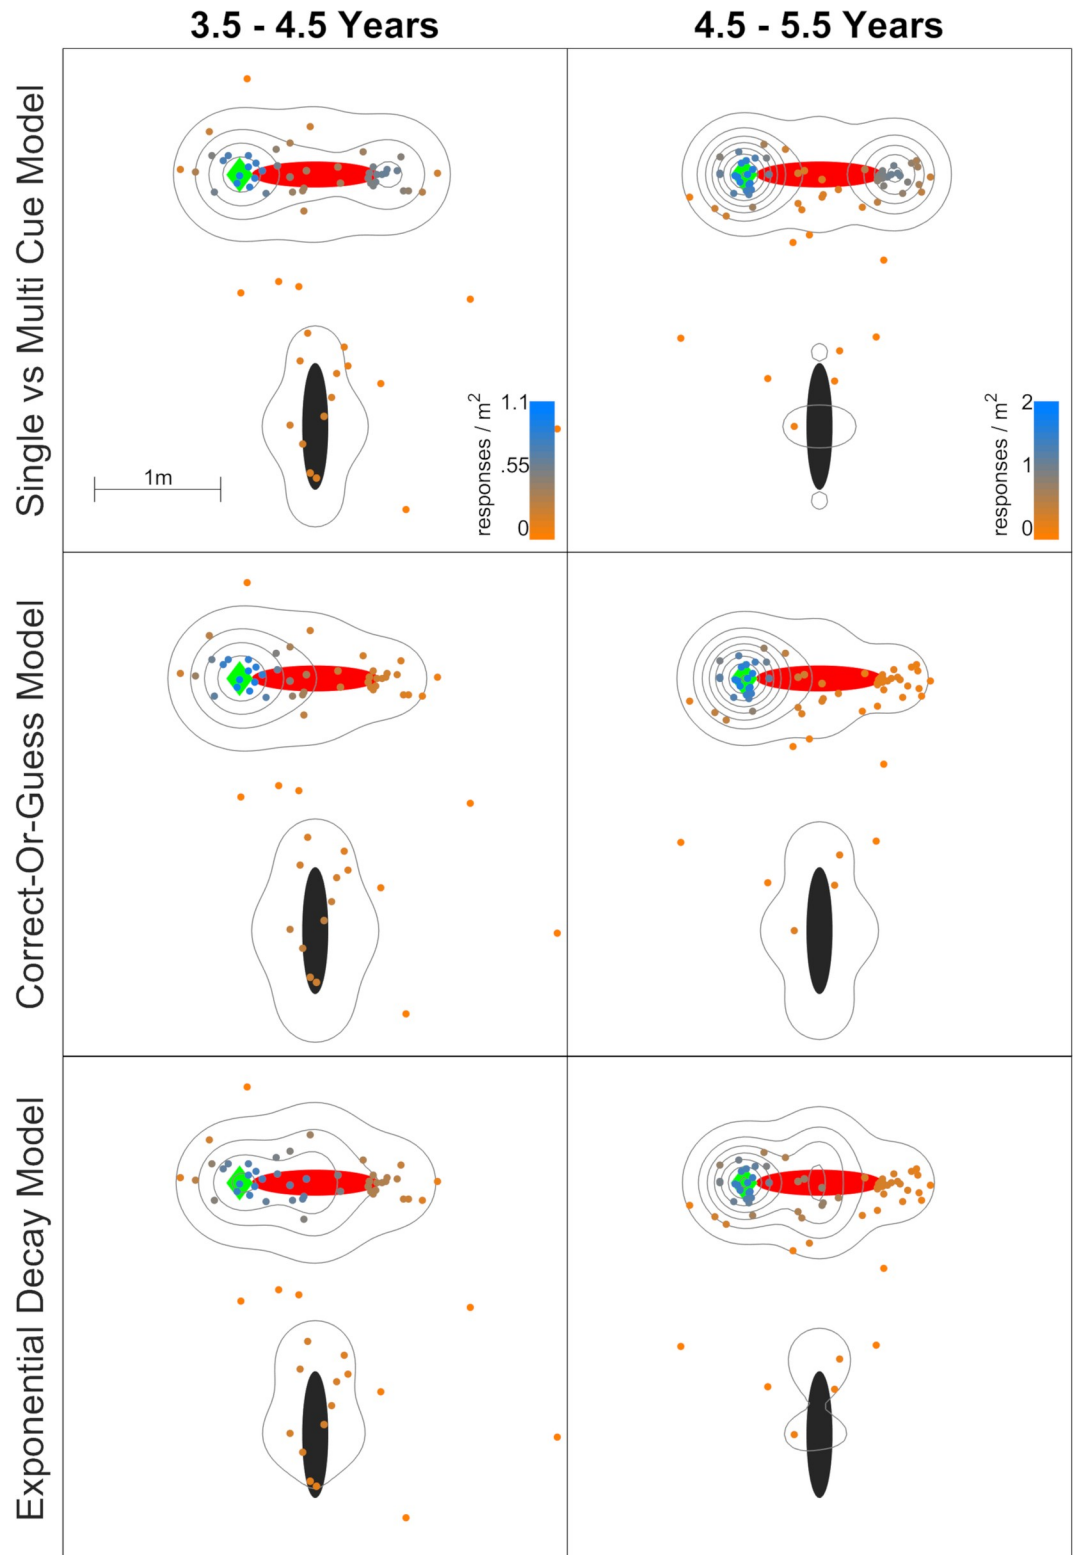 3.5 - 4.5 Years
4.5 - 5.5 Years
Single vs Multi Cue Model
1m
responses / m²
1.1
.55
0
responses / m²
2
1
0
Correct-Or-Guess Model
Exponential Decay Model